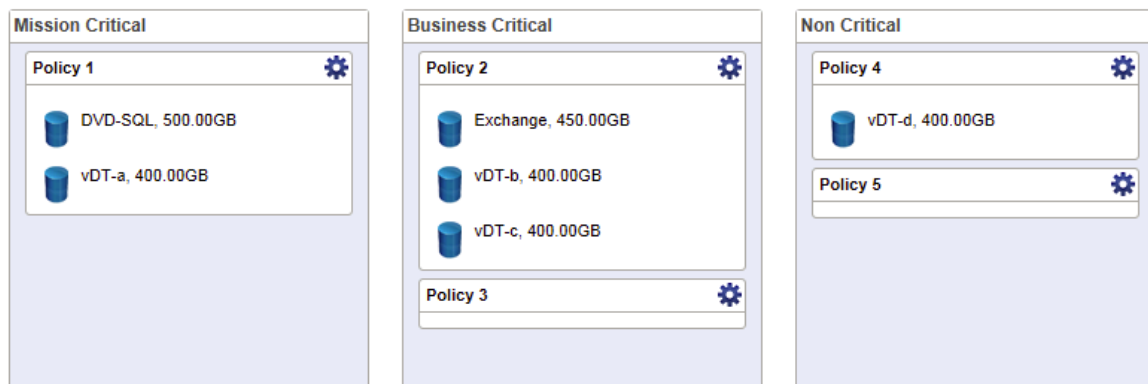 Mission Critical
Policy 1
DVD-SQL, 500.00GB
vDT-a, 400.00GB
Business Critical
Policy 2
Exchange, 450.00GB
vDT-b, 400.00GB
vDT-c, 400.00GB
Policy 3
Non Critical
Policy 4
vDT-d, 400.00GB
Policy 5